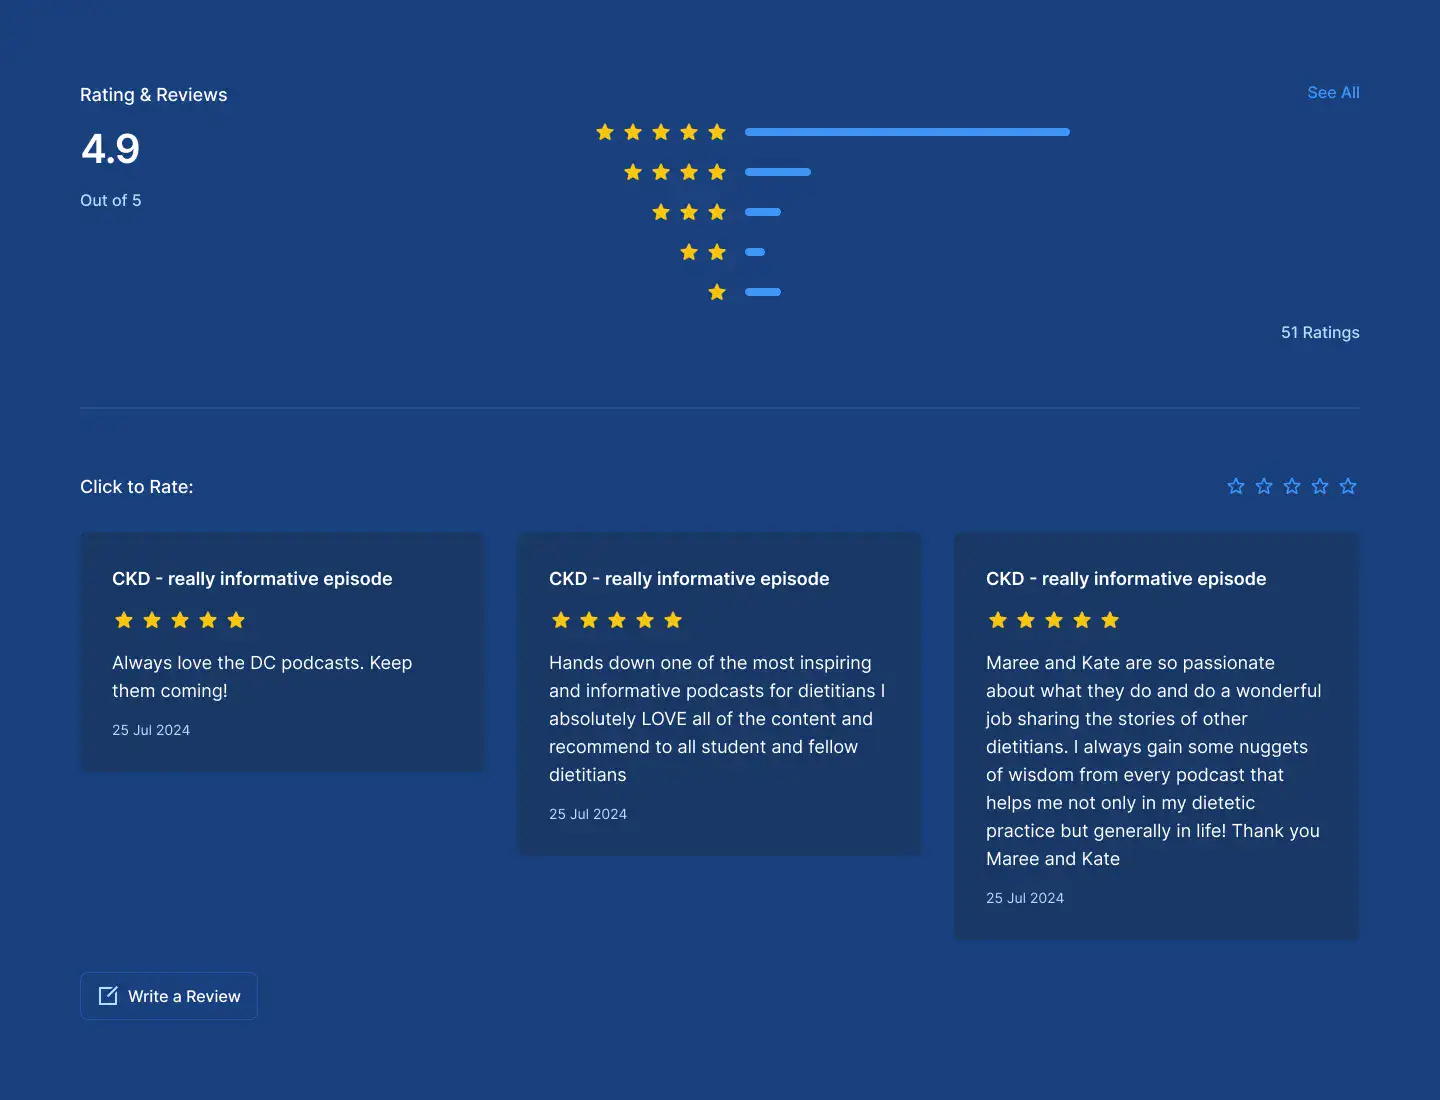 Rating & Reviews
See All
4.9
Out of 5
51 Ratings
Click to Rate:
CKD - really informative episode
Always love the DC podcasts. Keep
them coming!
25 Jul 2024
CKD - really informative episode
Hands down one of the most inspiring
and informative podcasts for dietitians I
absolutely LOVE all of the content and
recommend to all student and fellow
dietitians
25 Jul 2024
CKD - really informative episode
Maree and Kate are so passionate
about what they do and do a wonderful
job sharing the stories of other
dietitians. I always gain some nuggets
of wisdom from every podcast that
helps me not only in my dietetic
practice but generally in life! Thank you
Maree and Kate
25 Jul 2024
Write a Review